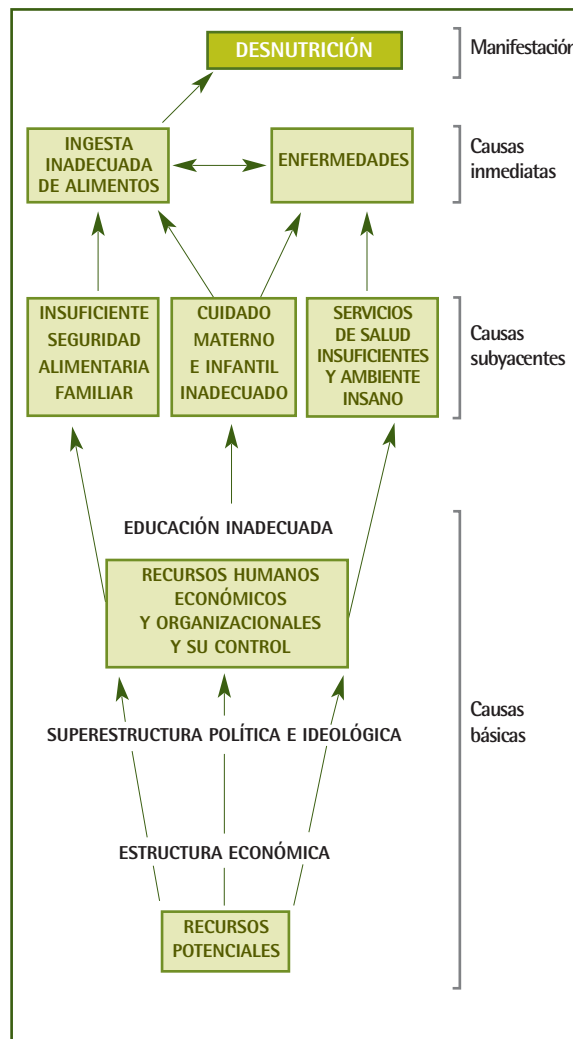 DESNUTRICIÓN
Manifestación
INGESTA
INADECUADA
DE ALIMENTOS
ENFERMEDADES
Causas
inmediatas
INSUFICIENTE
SEGURIDAD
ALIMENTARIA
FAMILIAR
CUIDADO
MATERNO
E INFANTIL
INADECUADO
SERVICIOS
DE SALUD
INSUFICIENTES
Y AMBIENTE
INSANO
Causas
subyacentes
EDUCACIÓN INADECUADA
RECURSOS HUMANOS
ECONÓMICOS
Y ORGANIZACIONALES
Y SU CONTROL
SUPERESTRUCTURA POLÍTICA E IDEOLÓGICA
Causas
básicas
ESTRUCTURA ECONÓMICA
RECURSOS
POTENCIALES